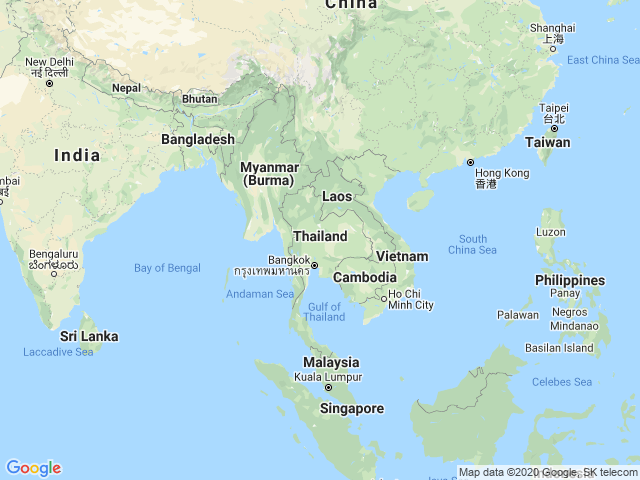 China
Shanghai
上海
East China Sea
New Delhi
नई दिल्ली
Nepal
Bhutan
Taipei
台北
Bangladesh
Taiwan
India
Myanmar
(Burma)
Hong Kong
香港
Laos
Luzon
Thailand
South
China Sea
Vietnam
Bengaluru
ಬೆಂಗಳೂರು
Bay of Bengal
Bangkok
กรุงเทพมหานคร
Cambodia
Philippines
Andaman Sea
Panay
Ho Chi
Minh City
Gulf of
Thailand
Palawan
Negros
Mindanao
Sri Lanka
Basilan Island
Laccadive Sea
Malaysia
Kuala Lumpur
Celebes Sea
Singapore
Google
Map data ©2020 Google, SK telecom